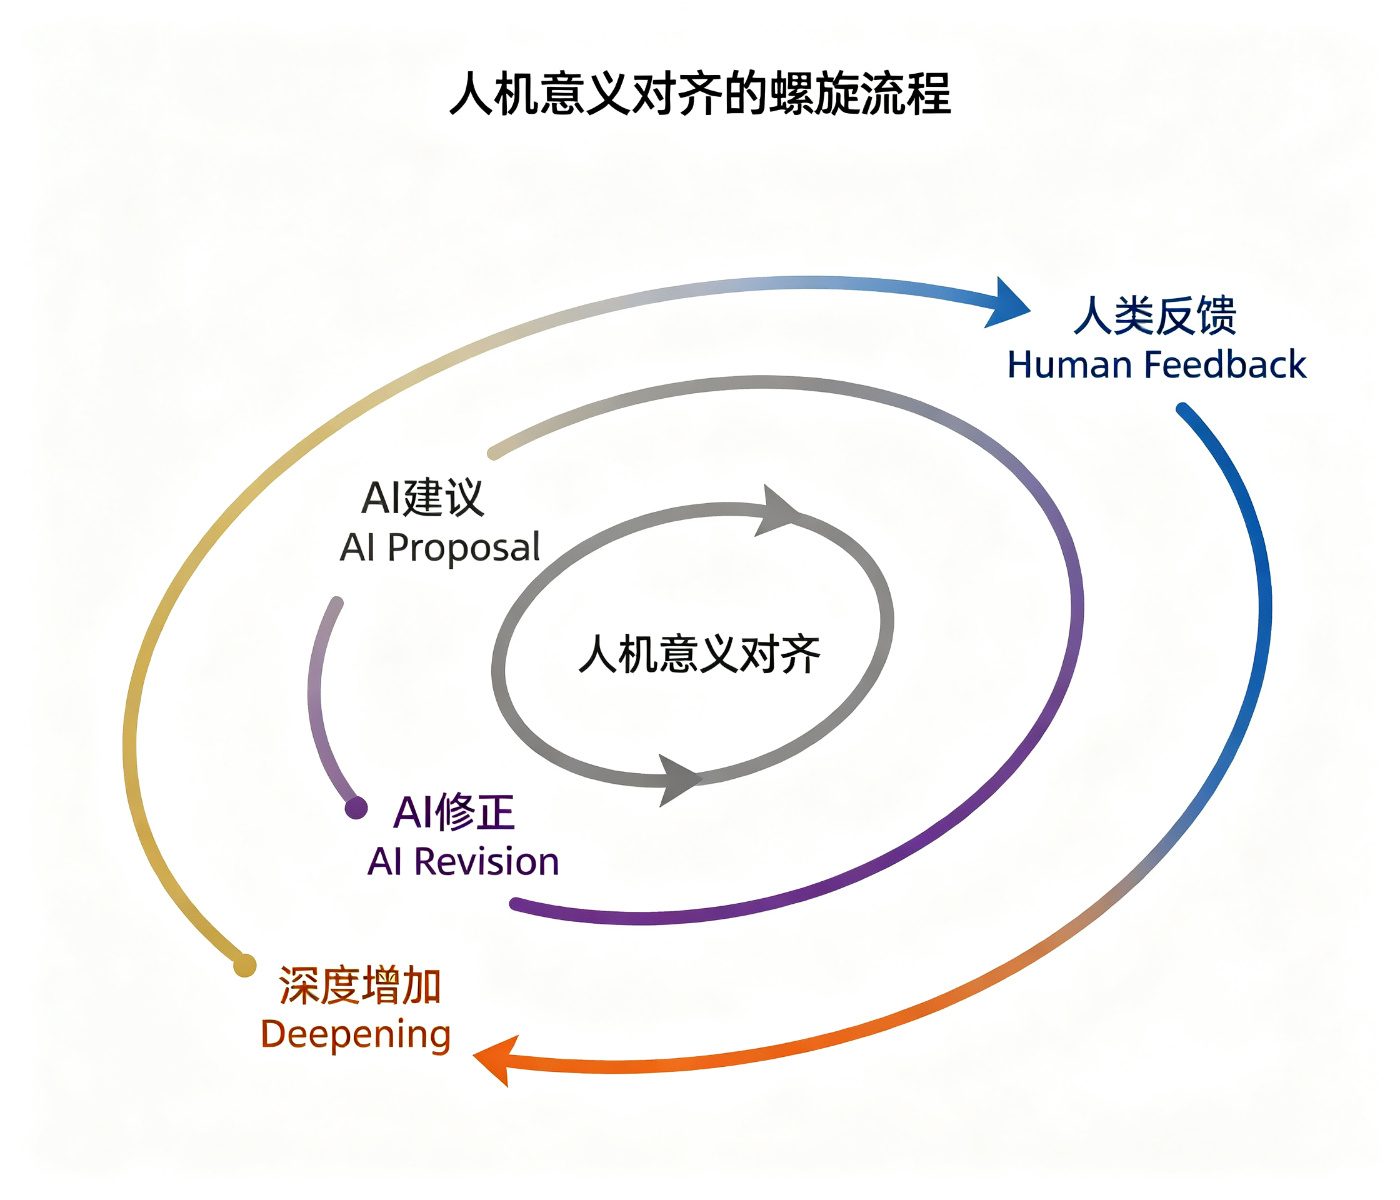 人机意义对齐的螺旋流程
人类反馈
Human Feedback
AI建议
AI Proposal
人机意义对齐
AI修正
AI Revision
深度增加
Deepening